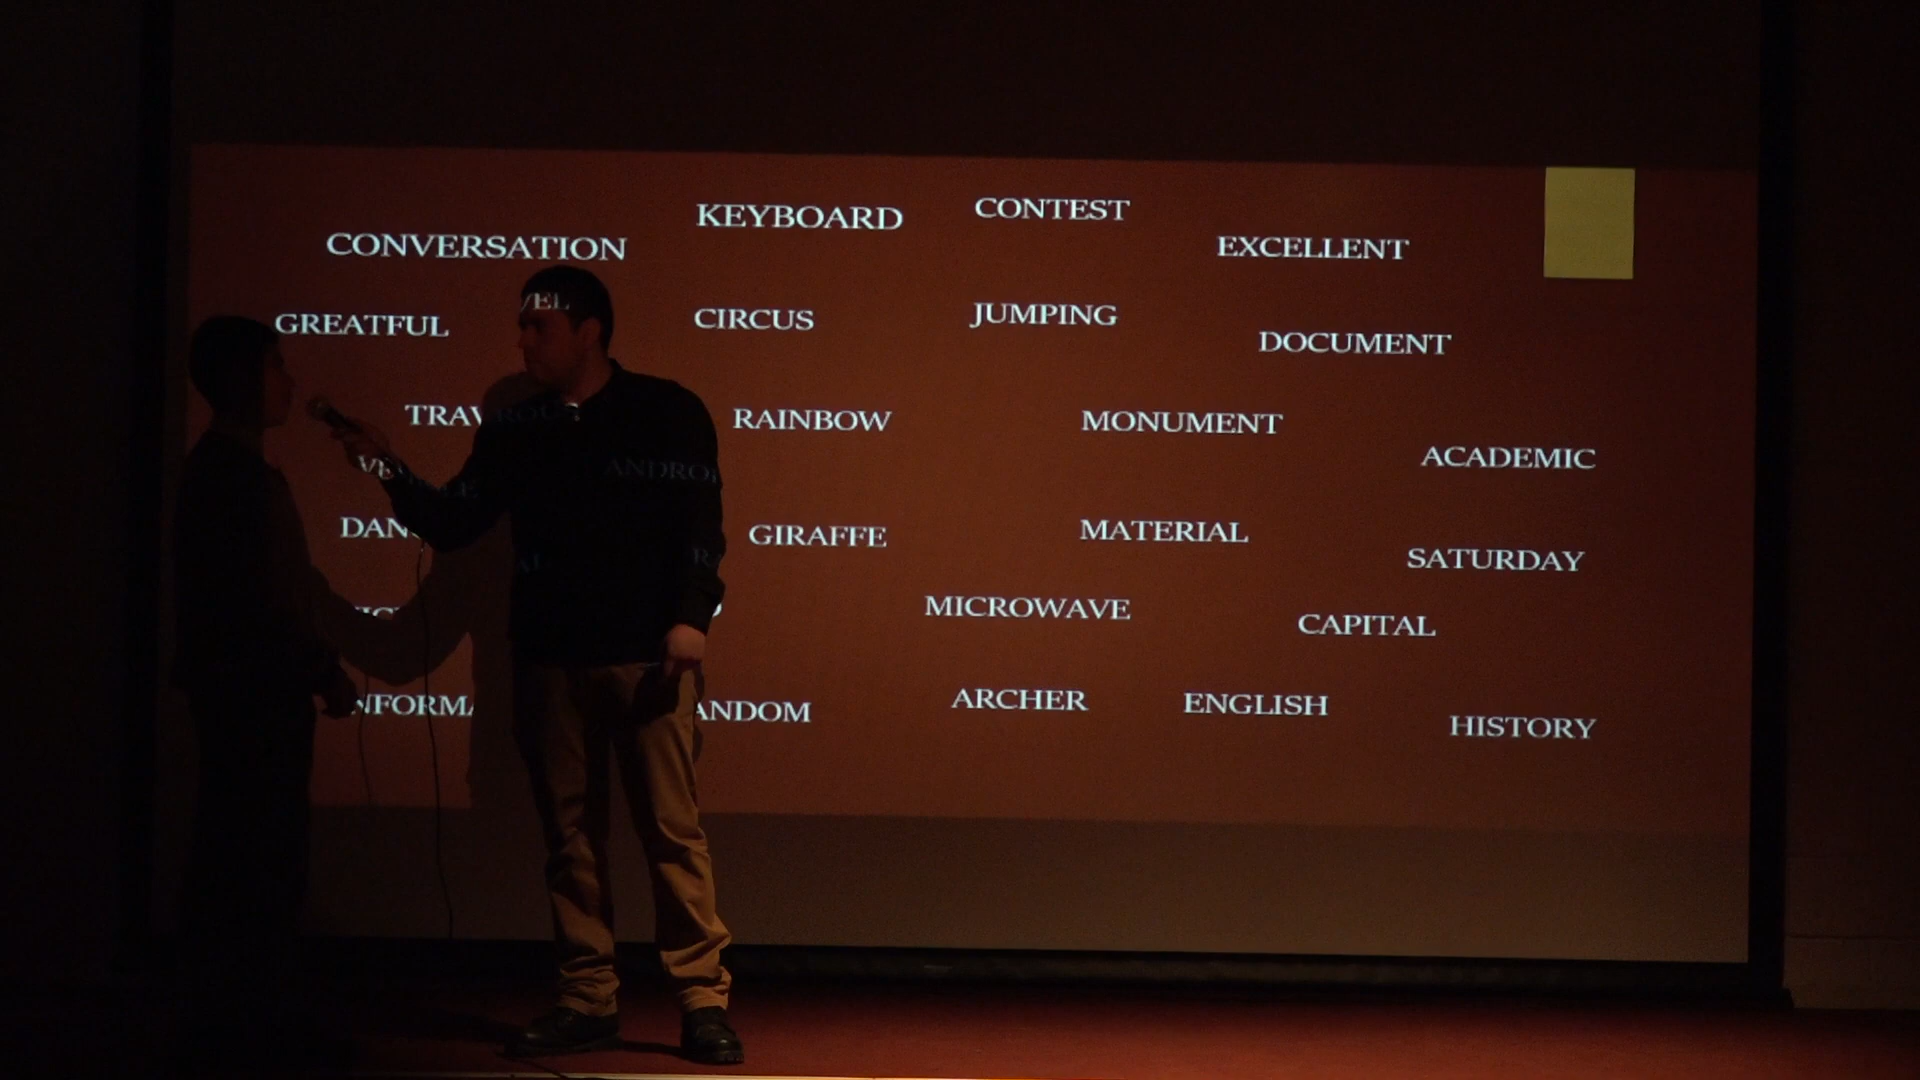 KEYBOARD CONTEST
CONVERSATION EXCELLENT
GREATFUL CIRCUS JUMPING
DOCUMENT
RAINBOW MONUMENT
ACADEMIC
GIRAFFE MATERIAL
SATURDAY
MICROWAVE CAPITAL
ARCHER ENGLISH
HISTORY